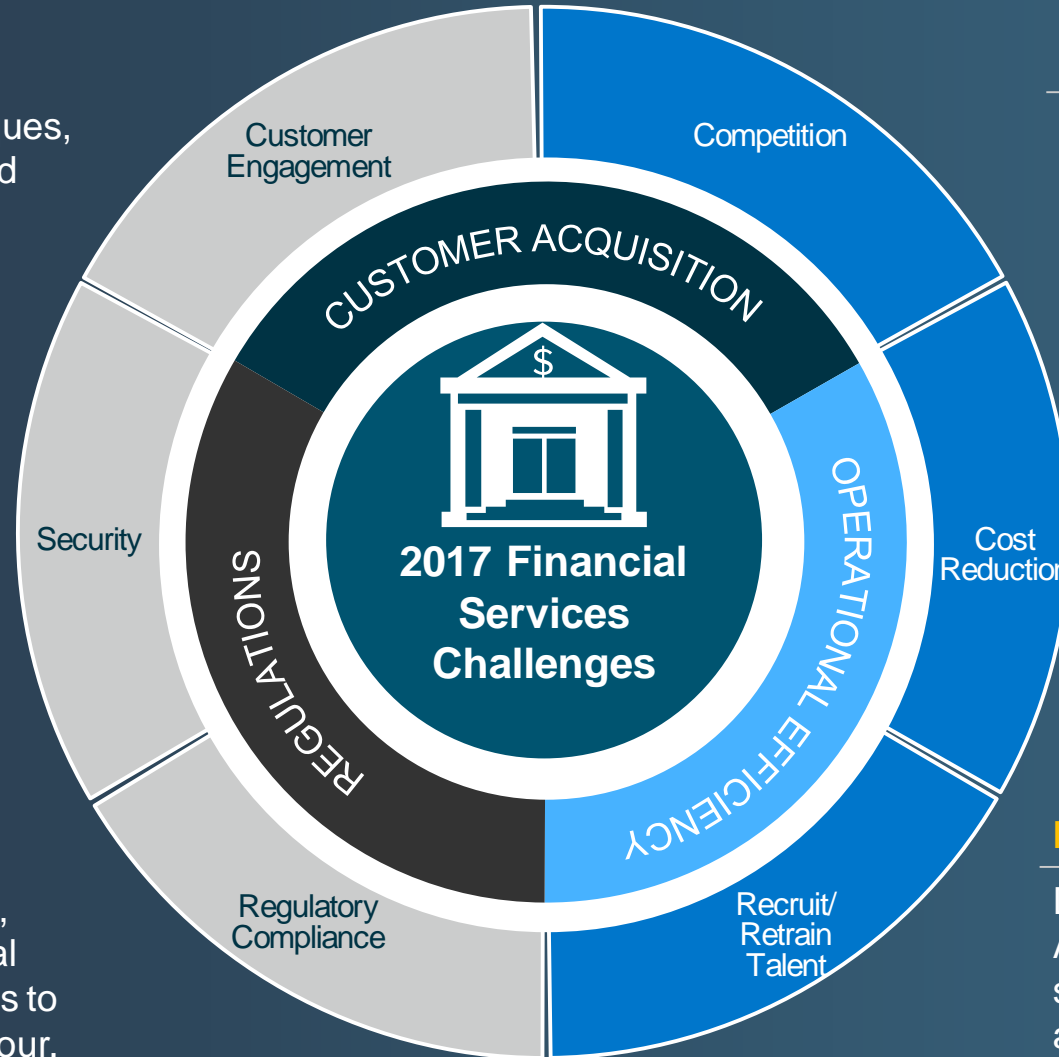 Customer
Engagement
Competition
CUSTOMER ACQUISITION
$
Security
2017 Financial
Services
Challenges
REGULATIONS
OPERATIONAL EFFICIENCY
Cost
Reduction
Regulatory
Compliance
Recruit/
Retrain
Talent
ues,
d
,
al
s to
our.